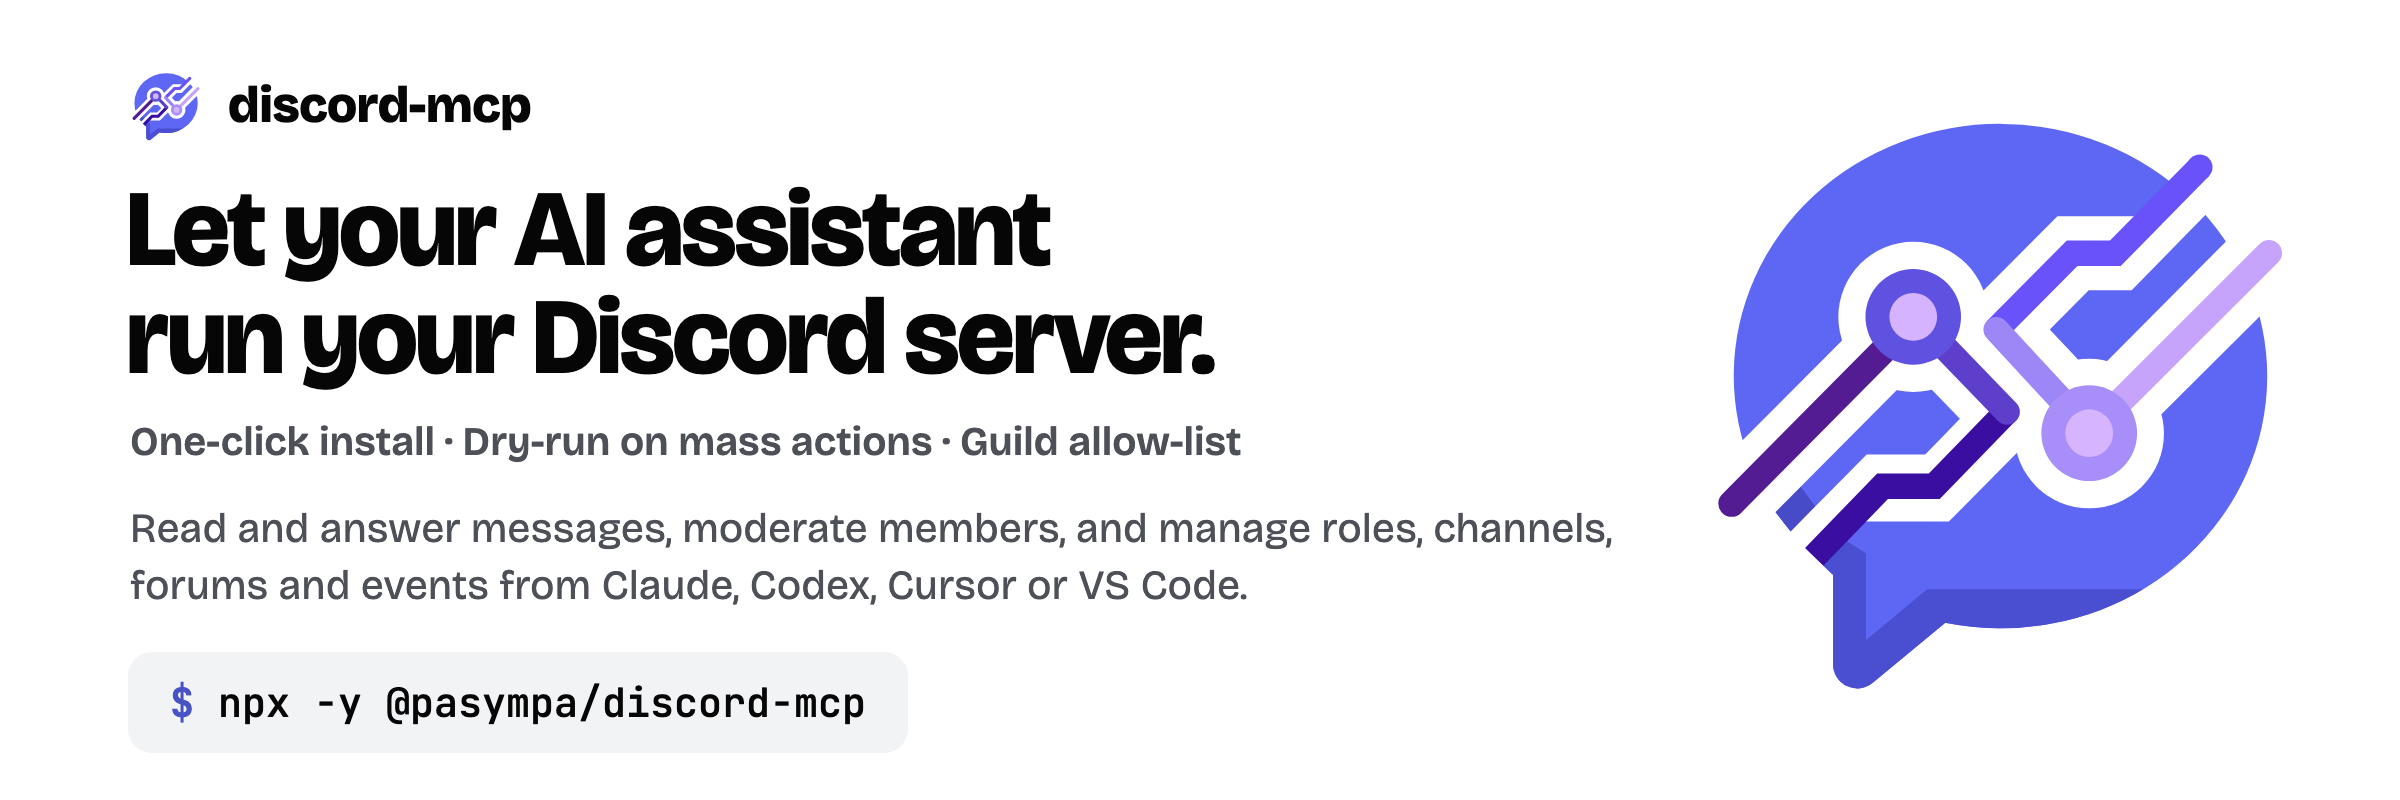 discord-mcp
Let your AI assistant
run your Discord server.
One-click install · Dry-run on mass actions · Guild allow-list
Read and answer messages, moderate members, and manage roles, channels,
forums and events from Claude, Codex, Cursor or VS Code.
$ npx -y @pasympa/discord-mcp